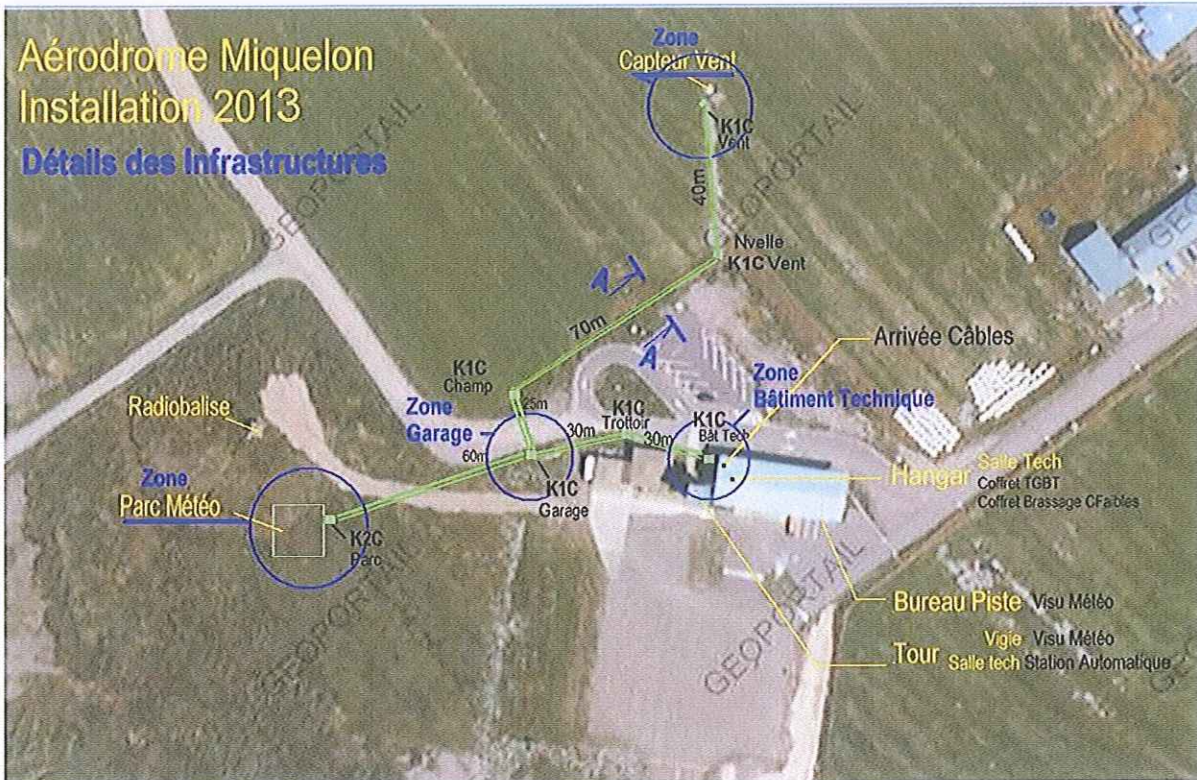 Aérodrome Miquelon
Installation 2013
Détails des Infrastructures
Zone
Capteur Vent
K1C
Vent
40m
Nvelle
K1C Vent
A
70m
A
Arrivée Câbles
K1C
Champ
25m
Zone
Bâtiment Technique
Radiobalise
Zone
Garage
K1C
Trottoir
30m
30m
K1C
Bât Tech
60m
K1C
Garage
Hangar
Salle Tech
Coffret TGBT
Coffret Brassage CFaibles
Zone
Parc Météo
K2C
Parc
Bureau Piste Visu Météo
Tour
Vigie Visu Météo
Salle tech Station Automatique
GEOPORTAIL
GEOPORTAIL
GEOPORTAIL
GEOPORTAIL
GEOPORTAIL